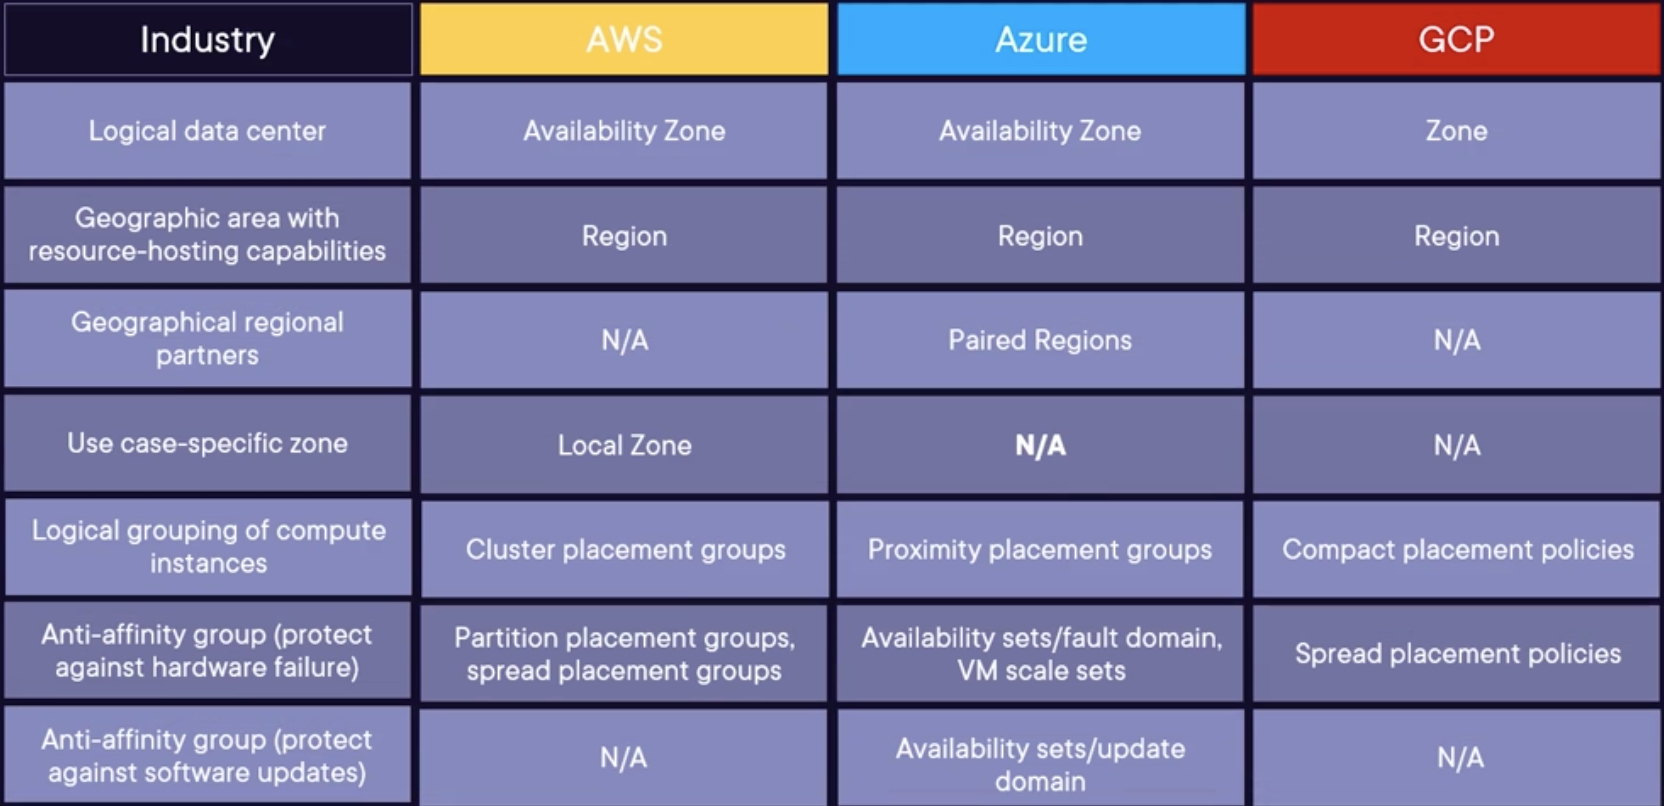 Industry
AWS
Azure
GCP
Logical data center
Availability Zone
Availability Zone
Zone
Geographic area with
resource-hosting capabilities
Region
Region
Region
Geographical regional
partners
N/A
Paired Regions
N/A
Use case-specific zone
Local Zone
N/A
N/A
Logical grouping of compute
instances
Cluster placement groups
Proximity placement groups
Compact placement policies
Anti-affinity group (protect
against hardware failure)
Partition placement groups,
spread placement groups
Availability sets/fault domain,
VM scale sets
Spread placement policies
Anti-affinity group (protect
against software updates)
N/A
Availability sets/update
domain
N/A